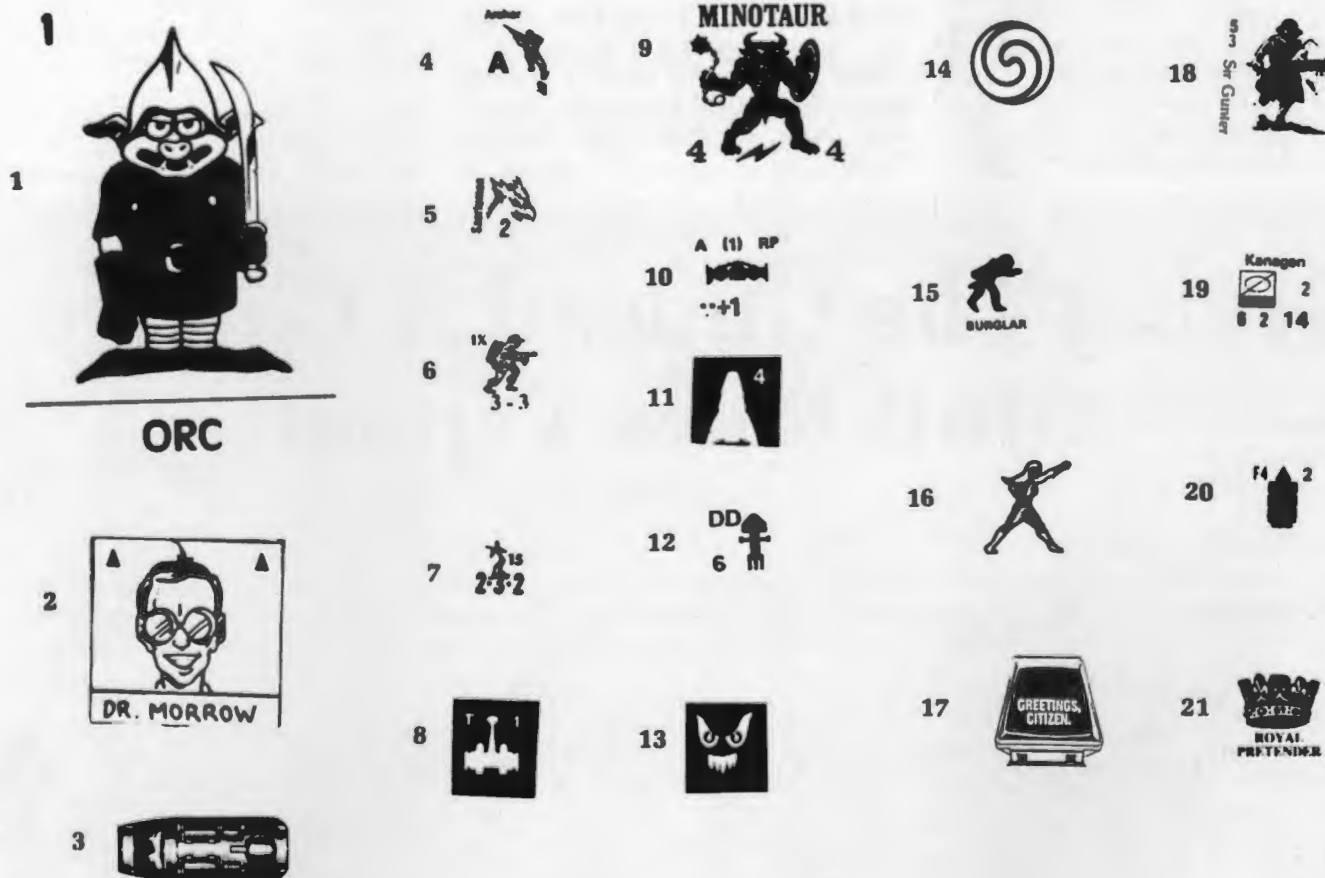 1
1
ORC
2
DR. MORROW
3
4
Archer
A
5
2
6
IX
3-3
7
15
2·3·2
8
T 1
MINOTAUR
9
4 4
10
A (1) RP
+1
11
4
12
DD
6
13
14
15
BURGLAR
16
17
GREETINGS,
CITIZEN.
18
5
3 Sir Gunter
19
Kanagen
2
6 2 14
20
F4 2
21
ROYAL
PRETENDER